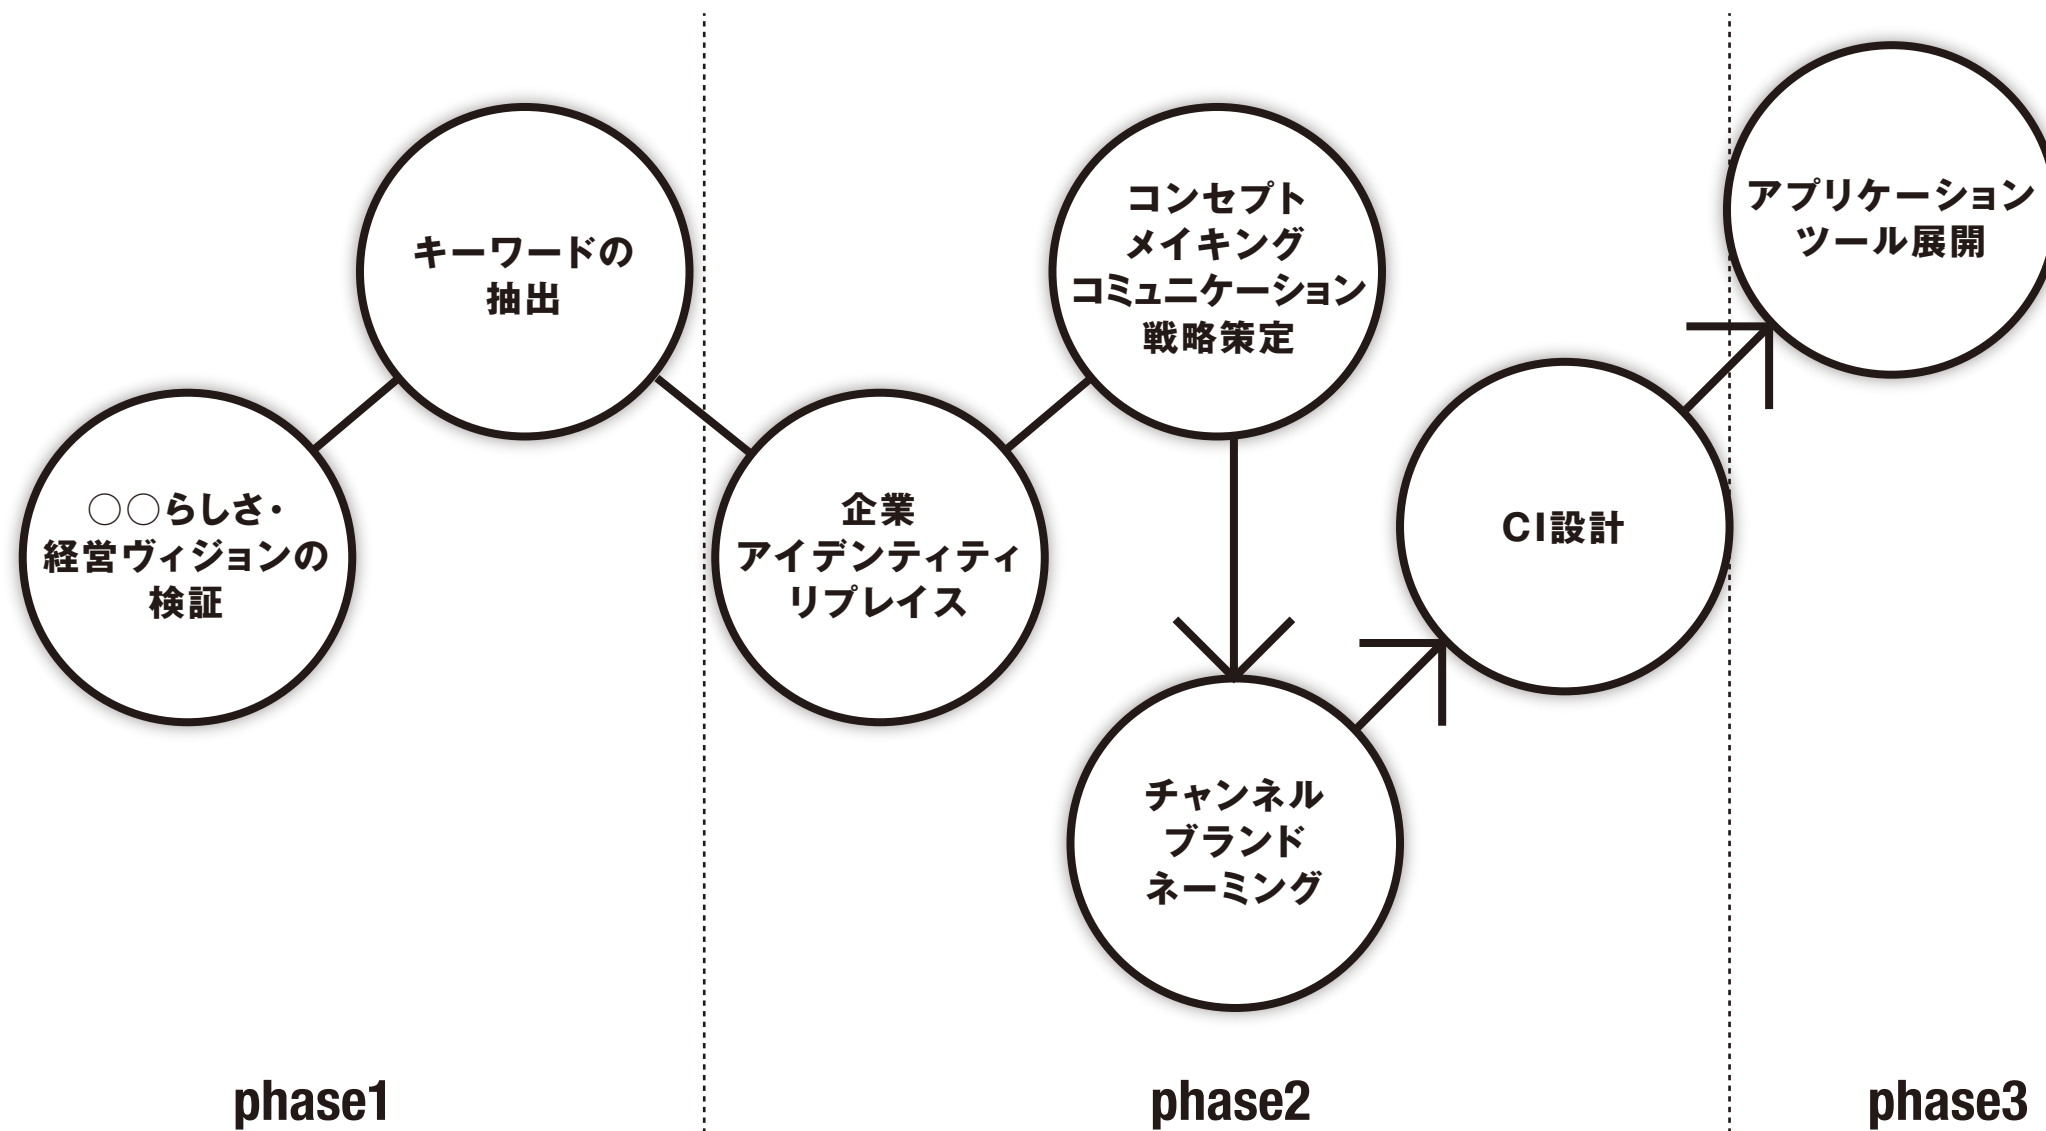 ◯◯らしさ・
経営ヴィジョンの
検証
キーワードの
抽出
企業
アイデンティティ
リプレイス
コンセプト
メイキング
コミュニケーション
戦略策定
チャンネル
ブランド
ネーミング
CI設計
アプリケーション
ツール展開
phase1
phase2
phase3